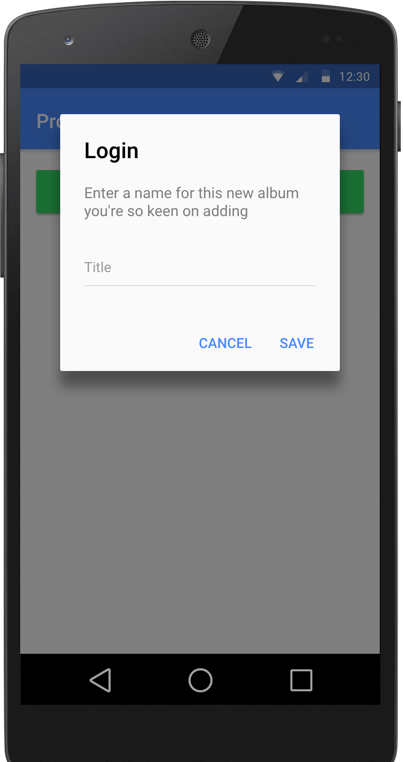 12:30
Pro
Login
Enter a name for this new album
you're so keen on adding
Title
CANCEL
SAVE